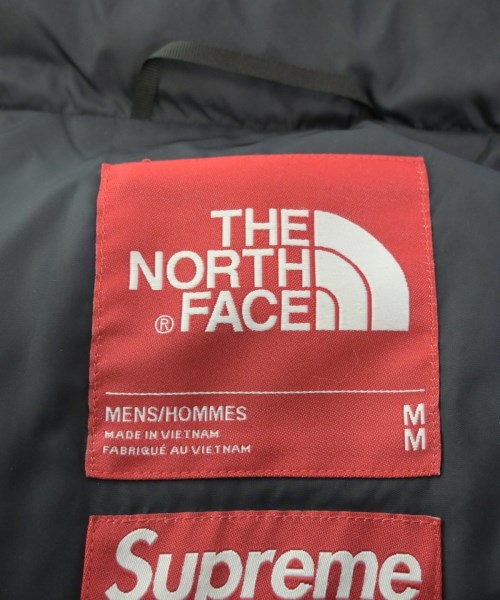 THE
NORTH
FACE
®
MENS/HOMMES M
MADE IN VIETNAM M
FABRIQUÉ AU VIETNAM
Supreme